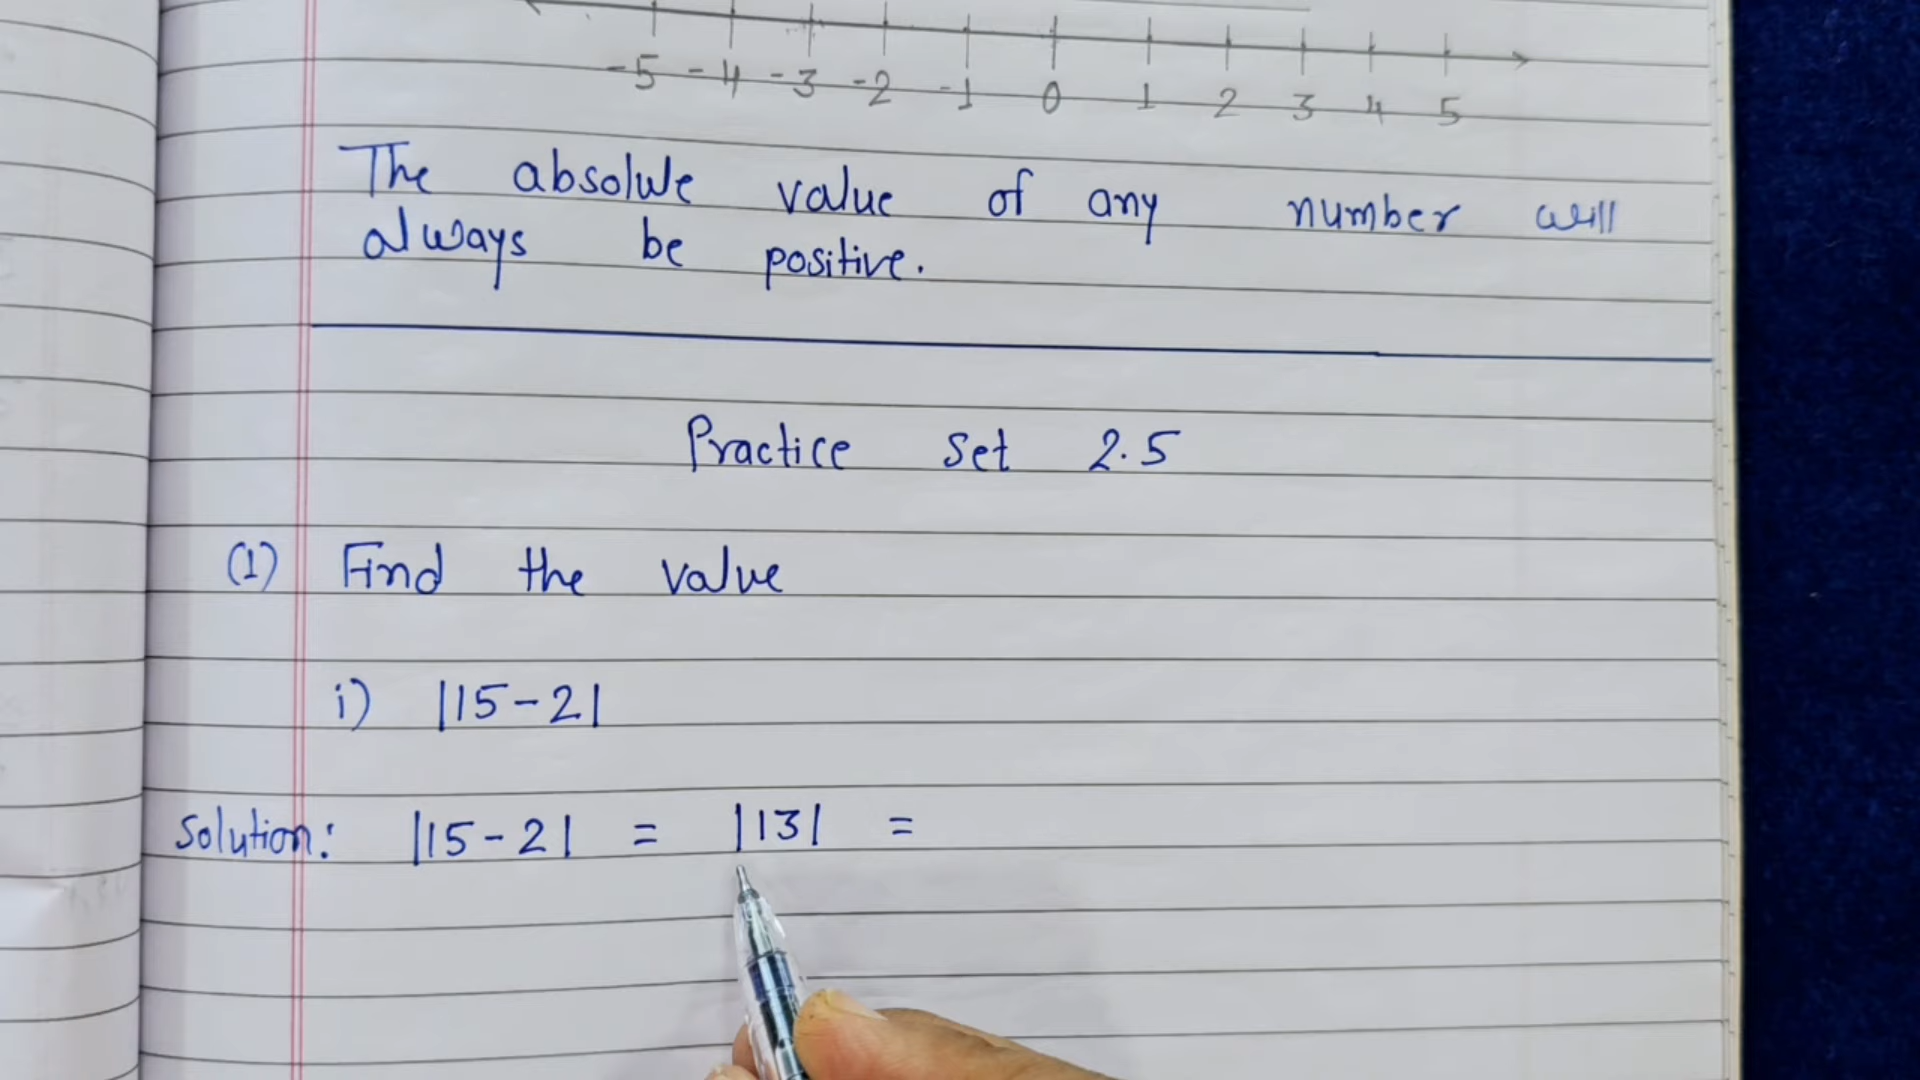 -5 -4 -3 -2 -1 0 1 2 3 4 5
The absolute value of any number will
always be positive.
Practice Set 2.5
(1) Find the value
i) |15-2|
Solution: |15-2| = |13| =